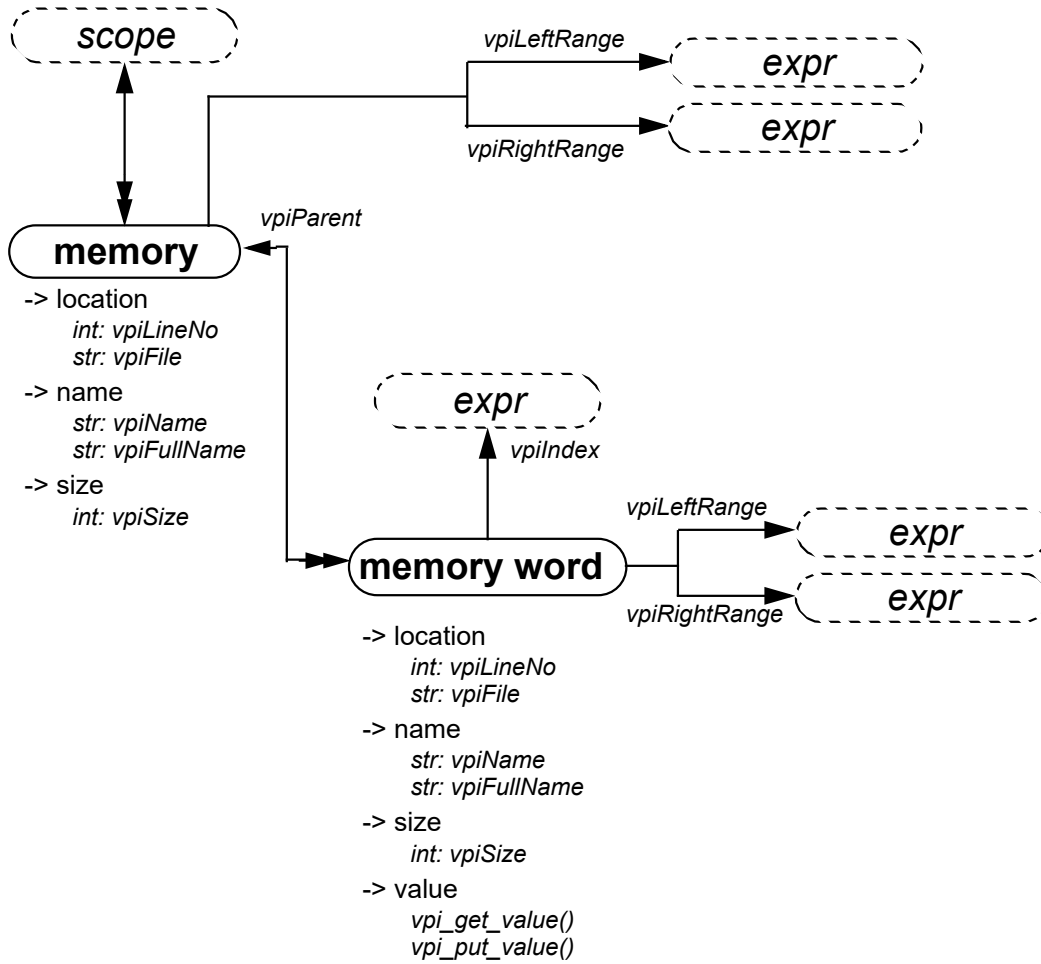 scope
vpiLeftRange
expr
expr
vpiRightRange
vpiParent
memory
-> location
int: vpiLineNo
str: vpiFile
-> name
str: vpiName
str: vpiFullName
-> size
int: vpiSize
expr
vpiIndex
vpiLeftRange
expr
memory word
expr
vpiRightRange
-> location
int: vpiLineNo
str: vpiFile
-> name
str: vpiName
str: vpiFullName
-> size
int: vpiSize
-> value
vpi_get_value()
vpi_put_value()